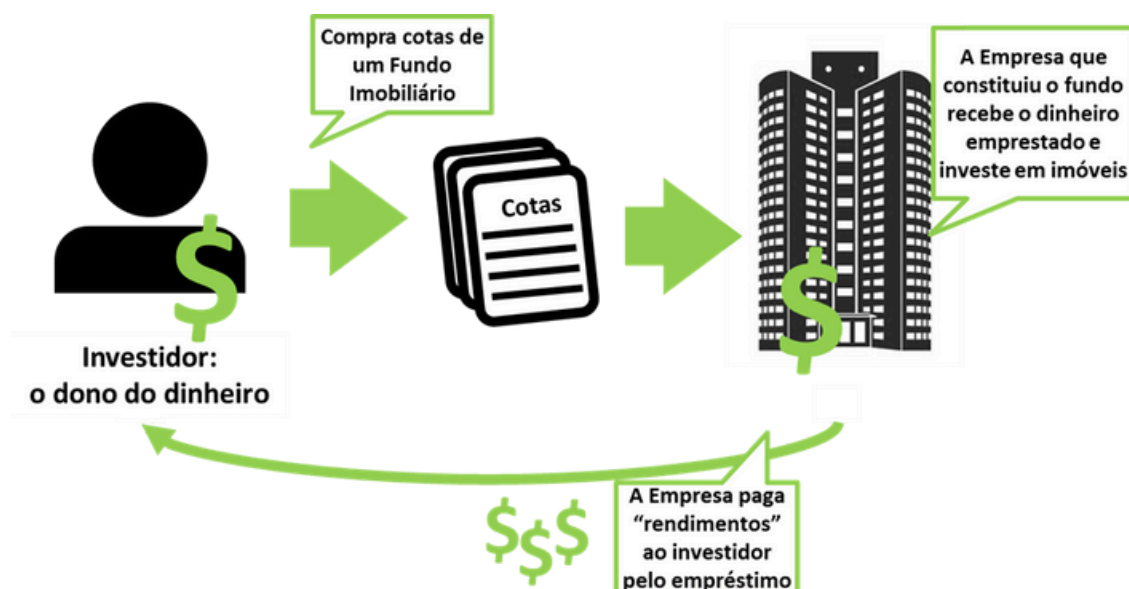 Compra cotas de
um Fundo
Imobiliário
A Empresa que
constituiu o fundo
recebe o dinheiro
emprestado e
investe em imóveis
Cotas
$
$
Investidor:
o dono do dinheiro
$$$
A Empresa paga
“rendimentos”
ao investidor
pelo empréstimo